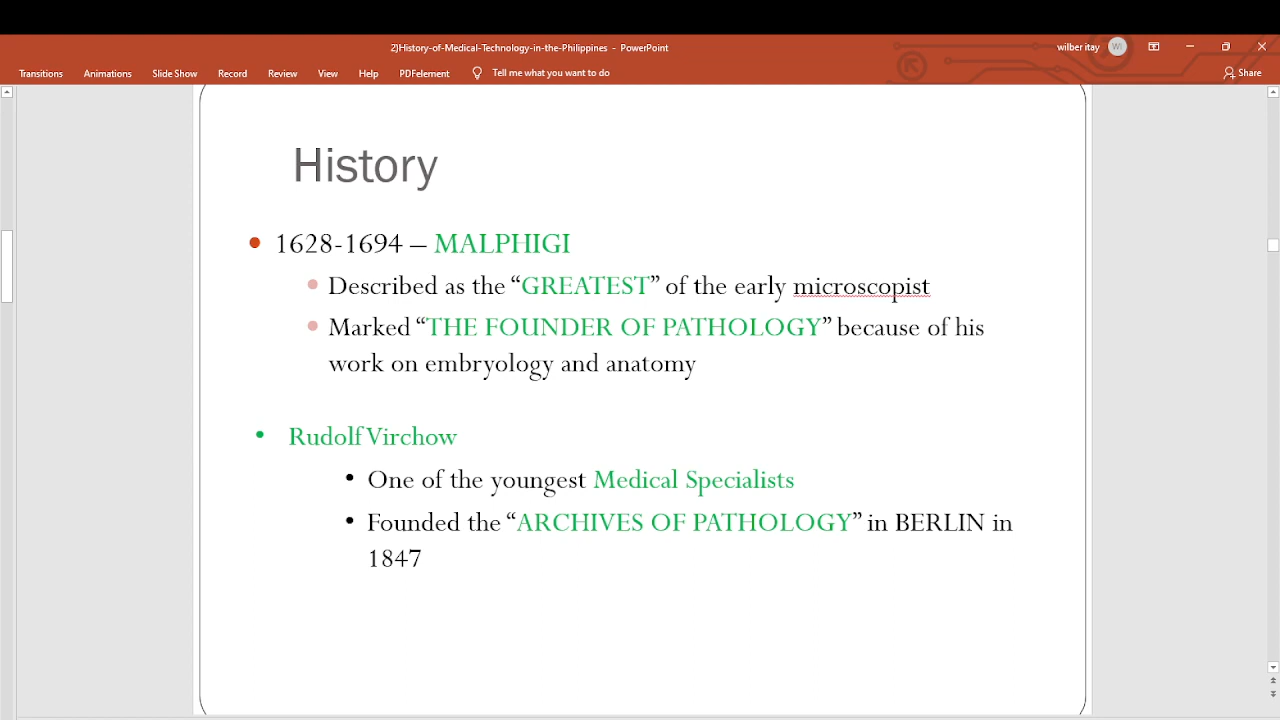 2)History-of-Medical-Technology-in-the-Philippines - PowerPoint
wilber itay
WI
Transitions Animations Slide Show Record Review View Help PDFelement Tell me what you want to do
Share
History
• 1628-1694 – MALPHIGI
• Described as the “GREATEST” of the early microscopist
• Marked “THE FOUNDER OF PATHOLOGY” because of his
work on embryology and anatomy
• Rudolf Virchow
• One of the youngest Medical Specialists
• Founded the “ARCHIVES OF PATHOLOGY” in BERLIN in
1847